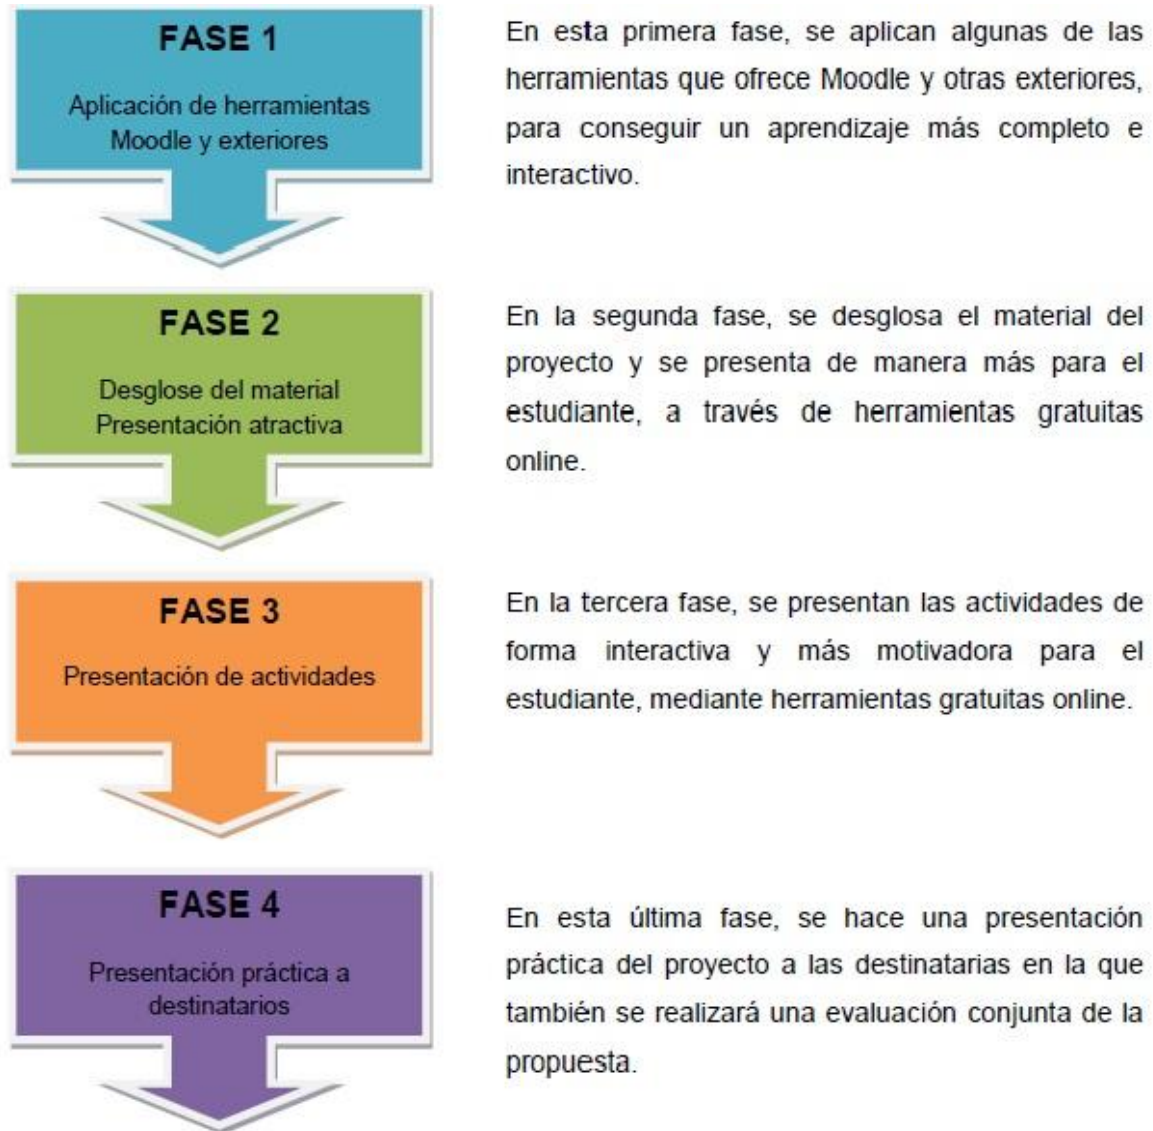 FASE 1
Aplicación de herramientas
Moodle y exteriores
En esta primera fase, se aplican algunas de las
herramientas que ofrece Moodle y otras exteriores,
para conseguir un aprendizaje más completo e
interactivo.
FASE 2
Desglose del material
Presentación atractiva
En la segunda fase, se desglosa el material del
proyecto y se presenta de manera más para el
estudiante, a través de herramientas gratuitas
online.
FASE 3
Presentación de actividades
En la tercera fase, se presentan las actividades de
forma interactiva y más motivadora para el
estudiante, mediante herramientas gratuitas online.
FASE 4
Presentación práctica a
destinatarios
En esta última fase, se hace una presentación
práctica del proyecto a las destinatarias en la que
también se realizará una evaluación conjunta de la
propuesta.